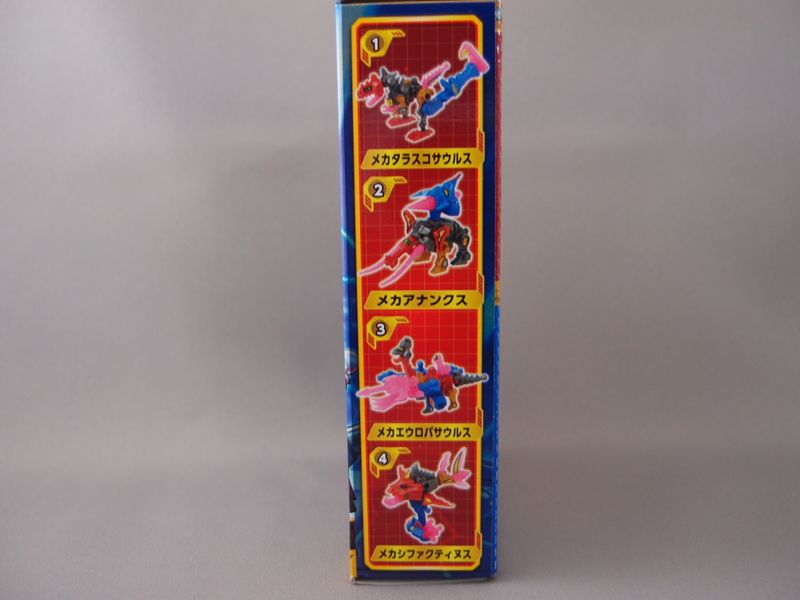 1
メカタラスコサウルス
2
メカアナンクス
3
メカエウロパサウルス
4
メカシファクティヌス